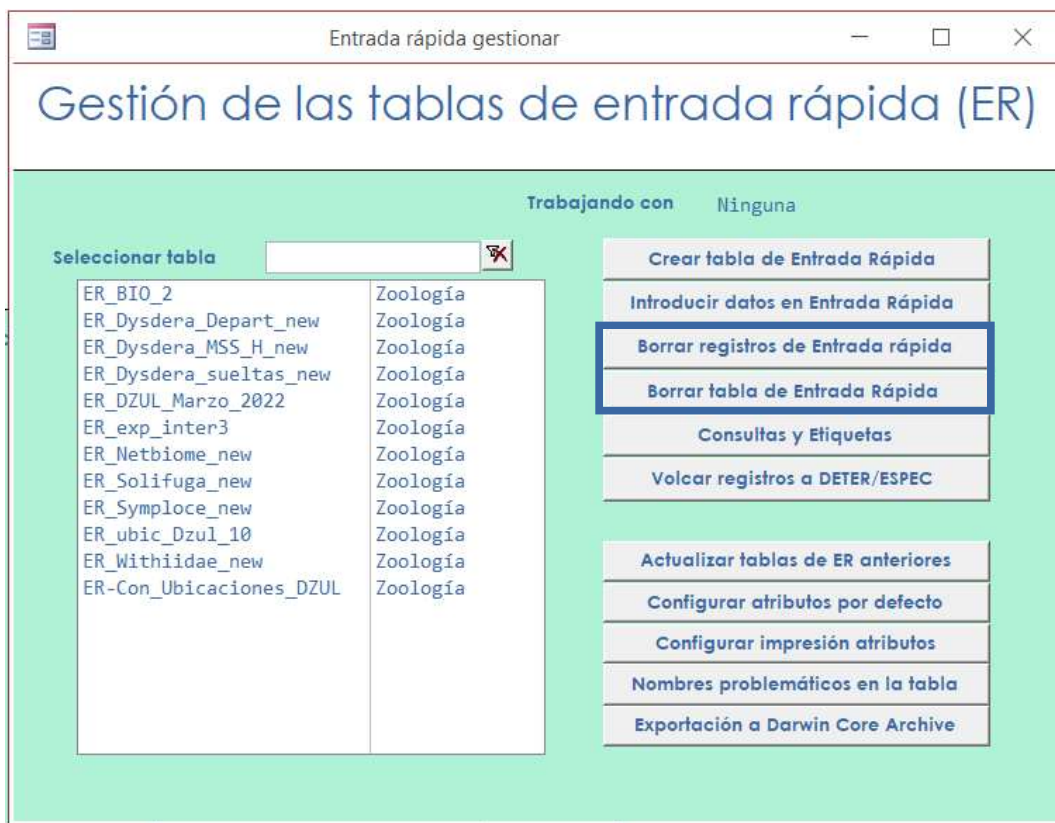 Entrada rápida gestionar
Gestión de las tablas de entrada rápida (ER)
Trabajando con Ninguna
Seleccionar tabla
ER_BIO_2 Zoología
ER_Dysdera_Depart_new Zoología
ER_Dysdera_MSS_H_new Zoología
ER_Dysdera_sueltas_new Zoología
ER_DZUL_Marzo_2022 Zoología
ER_exp_inter3 Zoología
ER_Netbiome_new Zoología
ER_Solifuga_new Zoología
ER_Symploce_new Zoología
ER_ubic_Dzul_10 Zoología
ER_Withiidae_new Zoología
ER-Con_Ubicaciones_DZUL Zoología
Crear tabla de Entrada Rápida
Introducir datos en Entrada Rápida
Borrar registros de Entrada rápida
Borrar tabla de Entrada Rápida
Consultas y Etiquetas
Volcar registros a DETER/ESPEC
Actualizar tablas de ER anteriores
Configurar atributos por defecto
Configurar impresión atributos
Nombres problemáticos en la tabla
Exportación a Darwin Core Archive